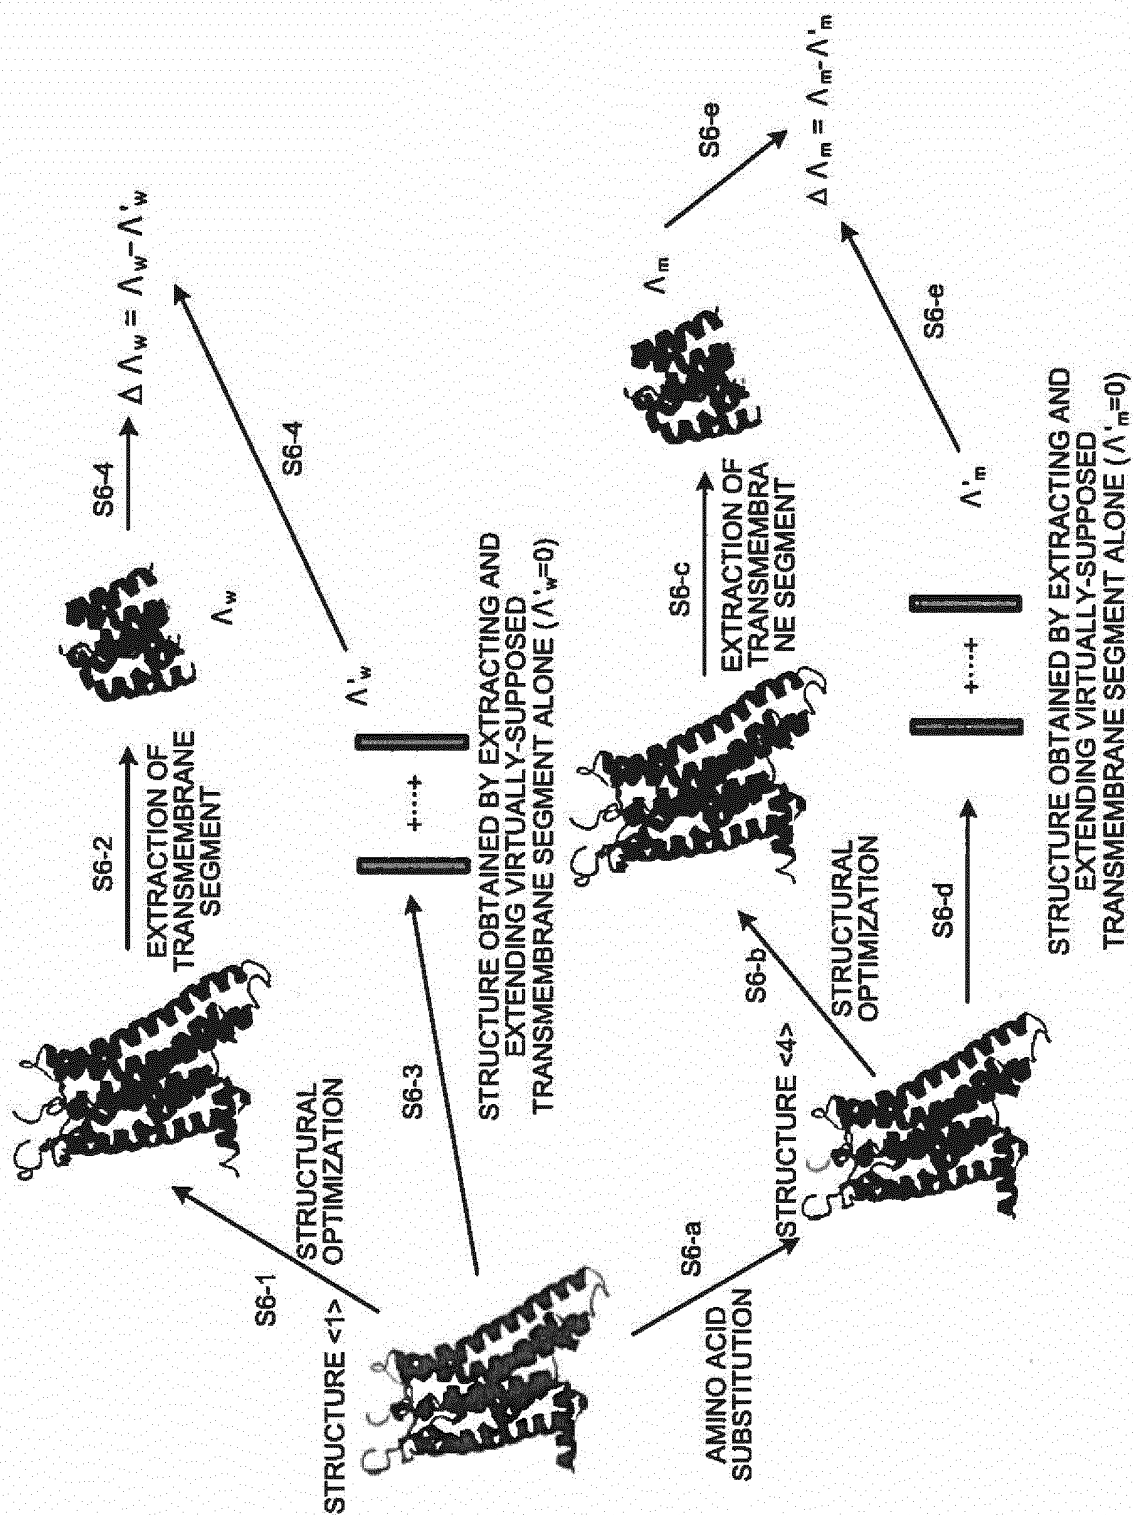 STRUCTURE <1>
S6-1
STRUCTURAL
OPTIMIZATION
S6-2
EXTRACTION OF
TRANSMEMBRANE
SEGMENT
Λw
S6-4
Δ Λw = Λw-Λ'w
S6-3
STRUCTURE OBTAINED BY EXTRACTING AND
EXTENDING VIRTUALLY-SUPPOSED
TRANSMEMBRANE SEGMENT ALONE (Λ'w=0)
+····+
Λ'w
S6-4
AMINO ACID
SUBSTITUTION
S6-a
STRUCTURE <4>
S6-b
STRUCTURAL
OPTIMIZATION
S6-c
EXTRACTION OF
TRANSMEMBRA
NE SEGMENT
Λm
S6-e
Δ Λm = Λm-Λ'm
S6-d
+····+
STRUCTURE OBTAINED BY EXTRACTING AND
EXTENDING VIRTUALLY-SUPPOSED
TRANSMEMBRANE SEGMENT ALONE (Λ'm=0)
Λ'm
S6-e